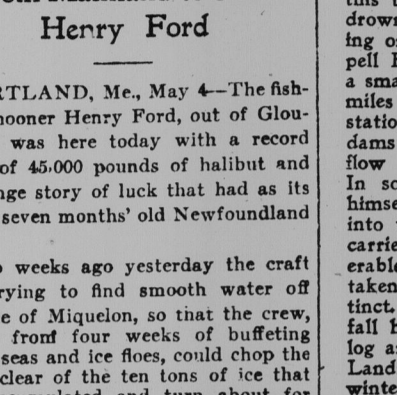 Henry Ford
RTLAND, Me., May 4—The fish-
hooner Henry Ford, out of Glou-
was here today with a record
of 45,000 pounds of halibut and
nge story of luck that had as its
seven months' old Newfoundland
weeks ago yesterday the craft
rying to find smooth water off
e of Miquelon, so that the crew,
from four weeks of buffeting
seas and ice floes, could chop the
clear of the ten tons of ice that
drow
ing o
pell
a sma
miles
statio
dams
flow
In so
himse
into
carrie
erabl
taken
tinct.
fall
log a
Land
winte